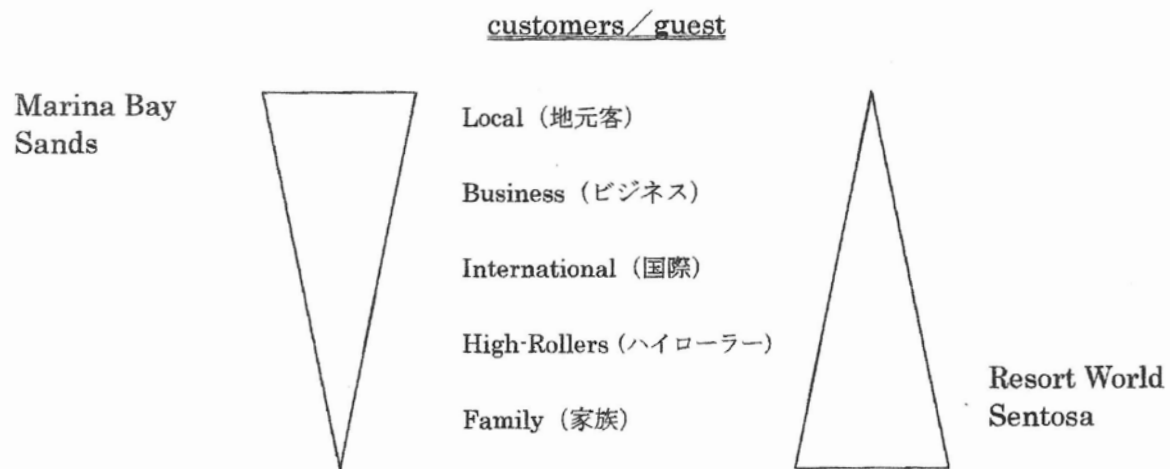 customers／guest
Marina Bay
Sands
Local（地元客）
Business（ビジネス）
International（国際）
High-Rollers（ハイローラー）
Family（家族）
Resort World
Sentosa